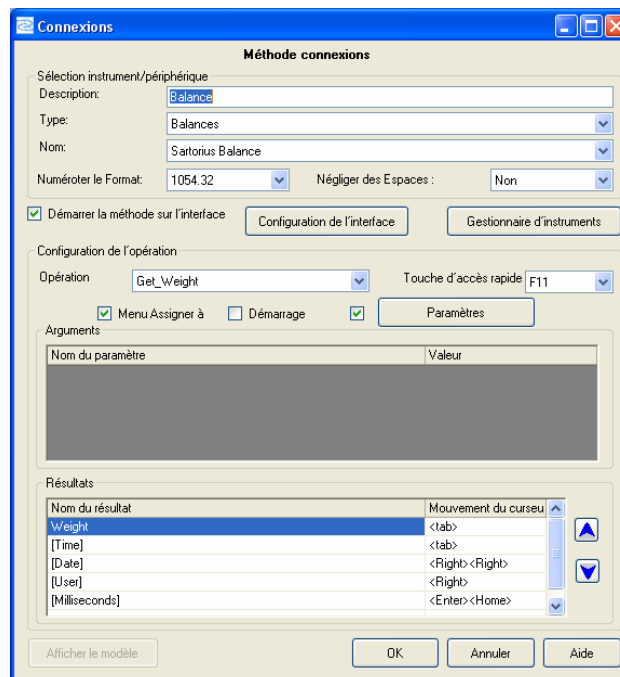 Connexions
Méthode connexions
Sélection instrument/périphérique
Description: Balance
Type: Balances
Nom: Sartorius Balance
Numéroter le Format: 1054.32 Négliger des Espaces : Non
Démarrer la méthode sur l'interface Configuration de l'interface Gestionnaire d'instruments
Configuration de l'opération
Opération Get_Weight Touche d'accès rapide F11
Menu Assigner à Démarrage Paramètres
Arguments
Nom du paramètre Valeur
Résultats
Nom du résultat Mouvement du curseu
Weight <tab>
[Time] <tab>
[Date] <Right><Right>
[User] <Right>
[Milliseconds] <Enter><Home>
Afficher le modèle OK Annuler Aide